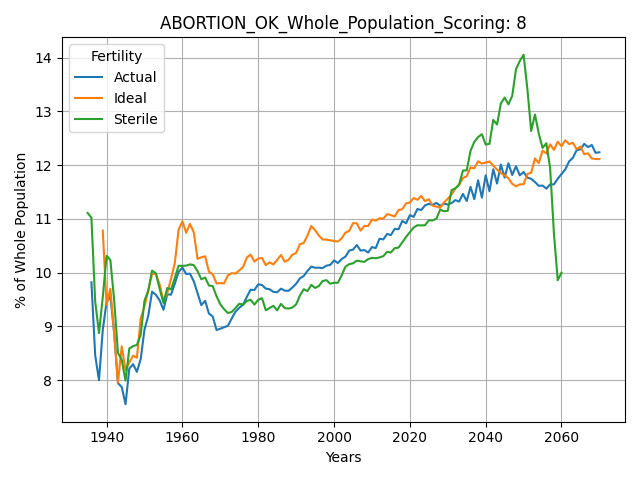 ABORTION_OK_Whole_Population_Scoring: 8
Fertility
Actual
Ideal
Sterile
% of Whole Population
14
13
12
11
10
9
8
1940 1960 1980 2000 2020 2040 2060
Years